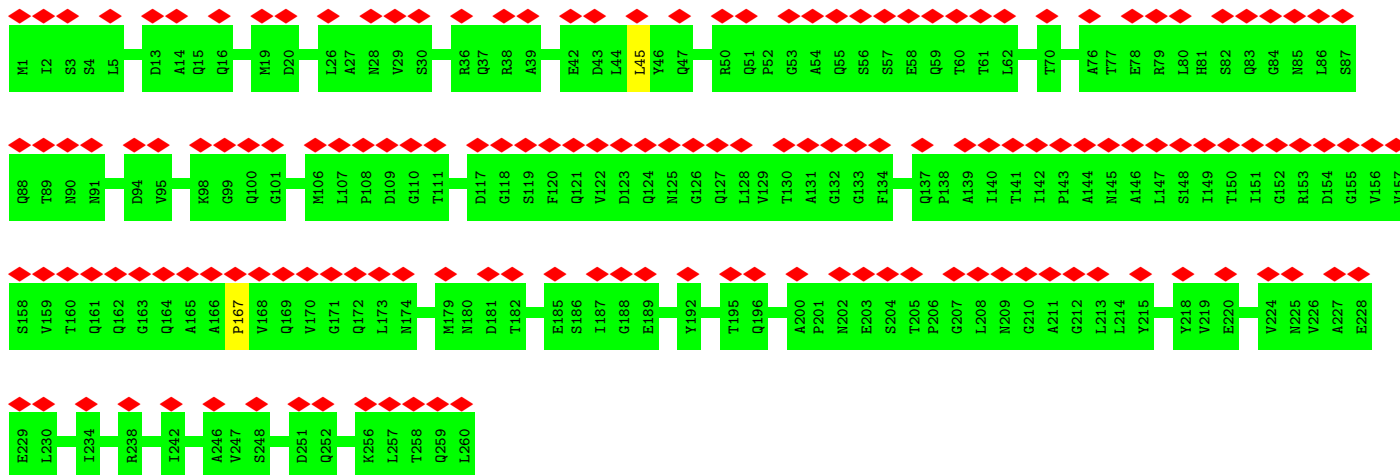 M1 I2 S3 S4 L5 D13 A14 Q15 Q16 M19 D20 L26 A27 N28 V29 S30 R36 Q37 R38 A39 E42 D43 L44 L45 Y46 Q47 R50 Q51 P52 G53 A54 Q55 S56 S57 E58 Q59 T60 T61 L62 T70 A76 T77 E78 R79 L80 H81 S82 Q83 G84 N85 L86 S87
Q88 T89 N90 N91 D94 V95 K98 G99 Q100 G101 M106 L107 P108 D109 G110 T111 D117 G118 S119 F120 Q121 V122 D123 Q124 N125 G126 Q127 L128 V129 T130 A131 G132 G133 F134 Q137 P138 A139 I140 T141 I142 P143 A144 N145 A146 L147 S148 I149 T150 I151 G152 R153 D154 G155 V156 V157
S158 V159 T160 Q161 Q162 G163 Q164 A165 A166 P167 V168 Q169 V170 G171 Q172 L173 N174 M179 N180 D181 T182 E185 S186 I187 G188 E189 Y192 T195 Q196 A200 P201 N202 E203 S204 T205 P206 G207 L208 N209 G210 A211 G212 L213 L214 Y215 Y218 V219 E220 V224 N225 V226 A227 E228
E229 L230 I234 R238 I242 A246 V247 S248 D251 Q252 K256 L257 T258 Q259 L260